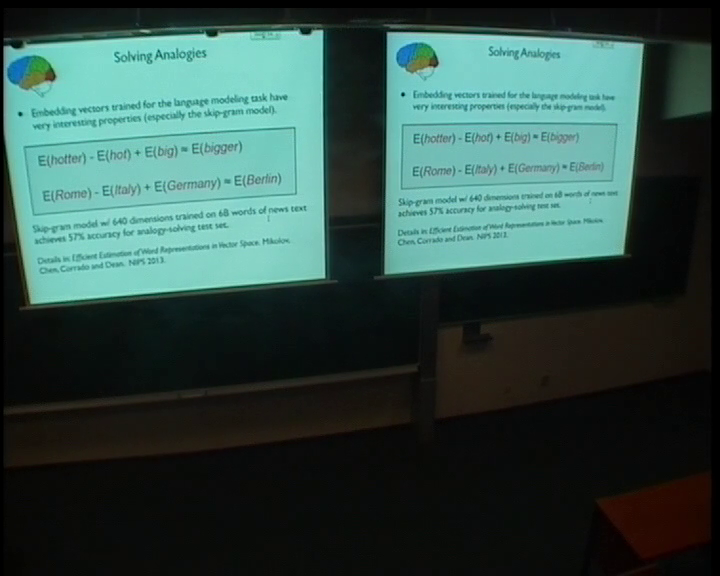 Solving Analogies
Embedding vectors trained for the language modeling task have
very interesting properties (especially the skip-gram model).
E(hotter) - E(hot) + E(big) ≈ E(bigger)
E(Rome) - E(Italy) + E(Germany) ≈ E(Berlin)
Skip-gram model w/ 640 dimensions trained on 6B words of news text
achieves 57% accuracy for analogy-solving test set.
Details in: Efficient Estimation of Word Representations in Vector Space. Mikolov,
Chen, Corrado and Dean. NIPS 2013.
Solving Analogies
Embedding vectors trained for the language modeling task have
very interesting properties (especially the skip-gram model).
E(hotter) - E(hot) + E(big) ≈ E(bigger)
E(Rome) - E(Italy) + E(Germany) ≈ E(Berlin)
Skip-gram model w/ 640 dimensions trained on 6B words of news text
achieves 57% accuracy for analogy-solving test set.
Details in: Efficient Estimation of Word Representations in Vector Space. Mikolov,
Chen, Corrado and Dean. NIPS 2013.